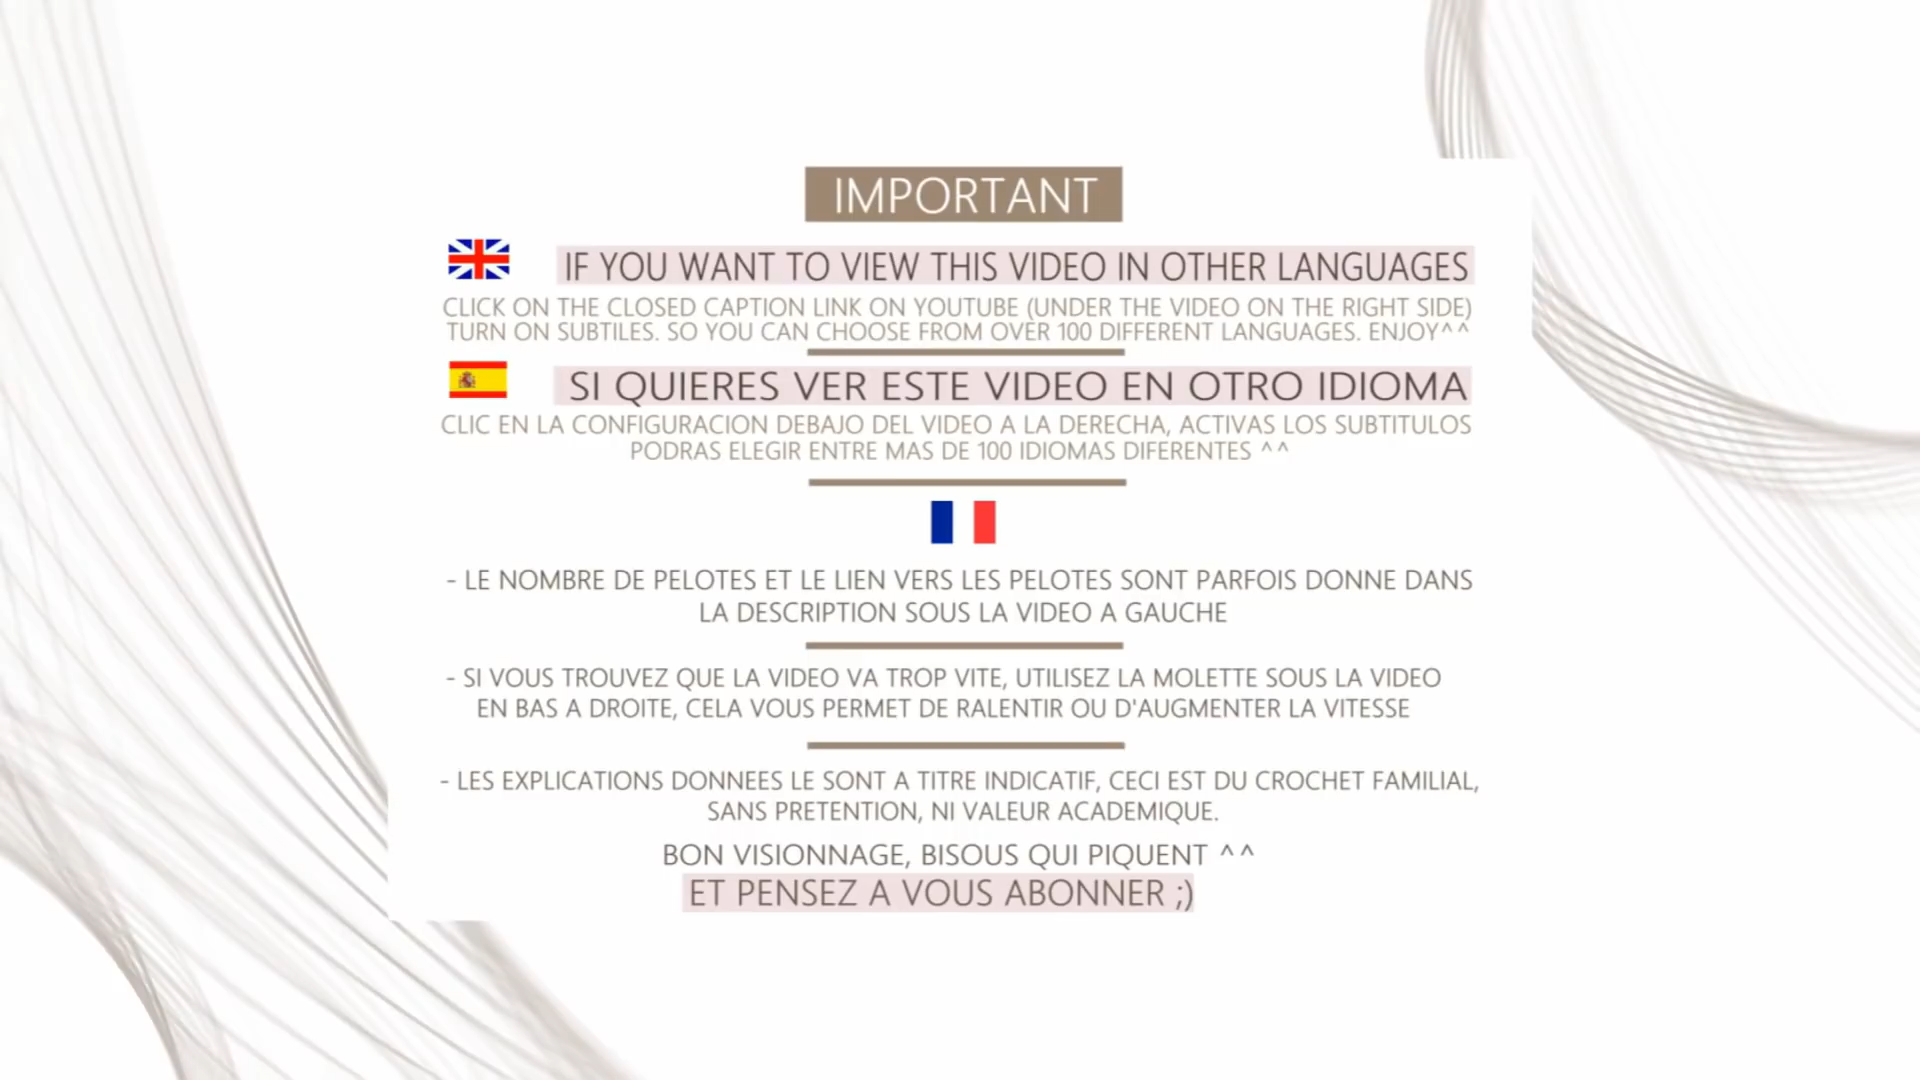 IMPORTANT
IF YOU WANT TO VIEW THIS VIDEO IN OTHER LANGUAGES
CLICK ON THE CLOSED CAPTION LINK ON YOUTUBE (UNDER THE VIDEO ON THE RIGHT SIDE)
TURN ON SUBTILES. SO YOU CAN CHOOSE FROM OVER 100 DIFFERENT LANGUAGES. ENJOY^^
SI QUIERES VER ESTE VIDEO EN OTRO IDIOMA
CLIC EN LA CONFIGURACION DEBAJO DEL VIDEO A LA DERECHA, ACTIVAS LOS SUBTITULOS
PODRAS ELEGIR ENTRE MAS DE 100 IDIOMAS DIFERENTES ^^
- LE NOMBRE DE PELOTES ET LE LIEN VERS LES PELOTES SONT PARFOIS DONNE DANS
LA DESCRIPTION SOUS LA VIDEO A GAUCHE
- SI VOUS TROUVEZ QUE LA VIDEO VA TROP VITE, UTILISEZ LA MOLETTE SOUS LA VIDEO
EN BAS A DROITE, CELA VOUS PERMET DE RALENTIR OU D'AUGMENTER LA VITESSE
- LES EXPLICATIONS DONNEES LE SONT A TITRE INDICATIF, CECI EST DU CROCHET FAMILIAL,
SANS PRETENTION, NI VALEUR ACADEMIQUE.
BON VISIONNAGE, BISOUS QUI PIQUENT ^^
ET PENSEZ A VOUS ABONNER ;)